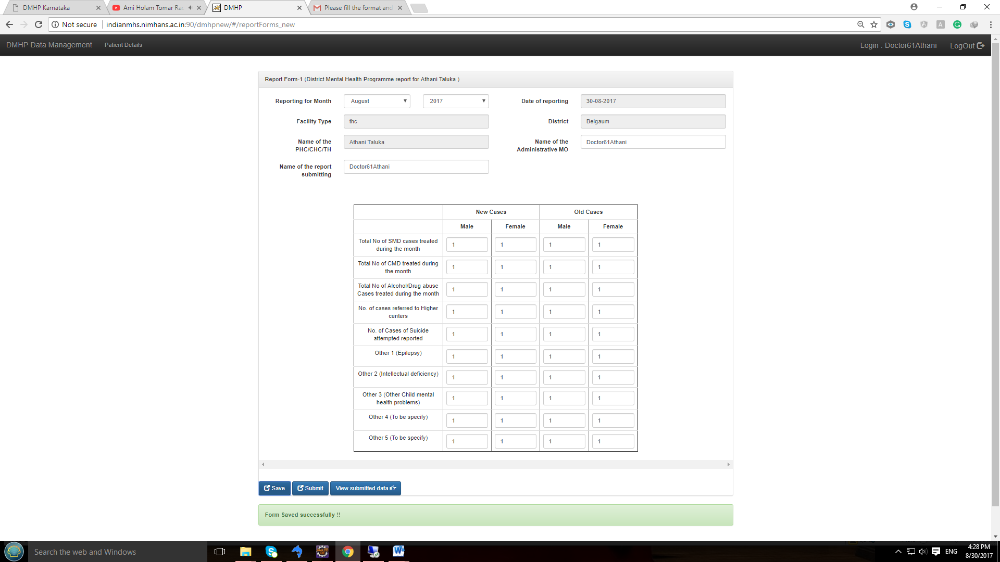 DMHP Karnataka
Ami Holam Tomar Ra
DMHP
Please fill the format and
Not secure
indianmhs.nimhans.ac.in:90/dmhpnew/#/reportForms_new
DMHP Data Management
Patient Details
Login : Doctor61Athani
LogOut
Report Form-1 (District Mental Health Programme report for Athani Taluka )
Reporting for Month
August
2017
Date of reporting
30-08-2017
Facility Type
thc
District
Belgaum
Name of the
PHC/CHC/TH
Athani Taluka
Name of the
Administrative MO
Doctor61Athani
Name of the report
submitting
Doctor61Athani
New Cases Old Cases
Male Female Male Female
Total No of SMD cases treated
during the month
1 1 1 1
Total No of CMD treated during
the month
1 1 1 1
Total No of Alcohol/Drug abuse
Cases treated during the month
1 1 1 1
No. of cases referred to Higher
centers
1 1 1 1
No. of Cases of Suicide
attempted reported
1 1 1 1
Other 1 (Epilepsy)
1 1 1 1
Other 2 (Intellectual deficiency)
1 1 1 1
Other 3 (Other Child mental
health problems)
1 1 1 1
Other 4 (To be specify)
1 1 1 1
Other 5 (To be specify)
1 1 1 1
Save
Submit
View submitted data
Form Saved successfully !!
Search the web and Windows
ENG
4:28 PM
8/30/2017